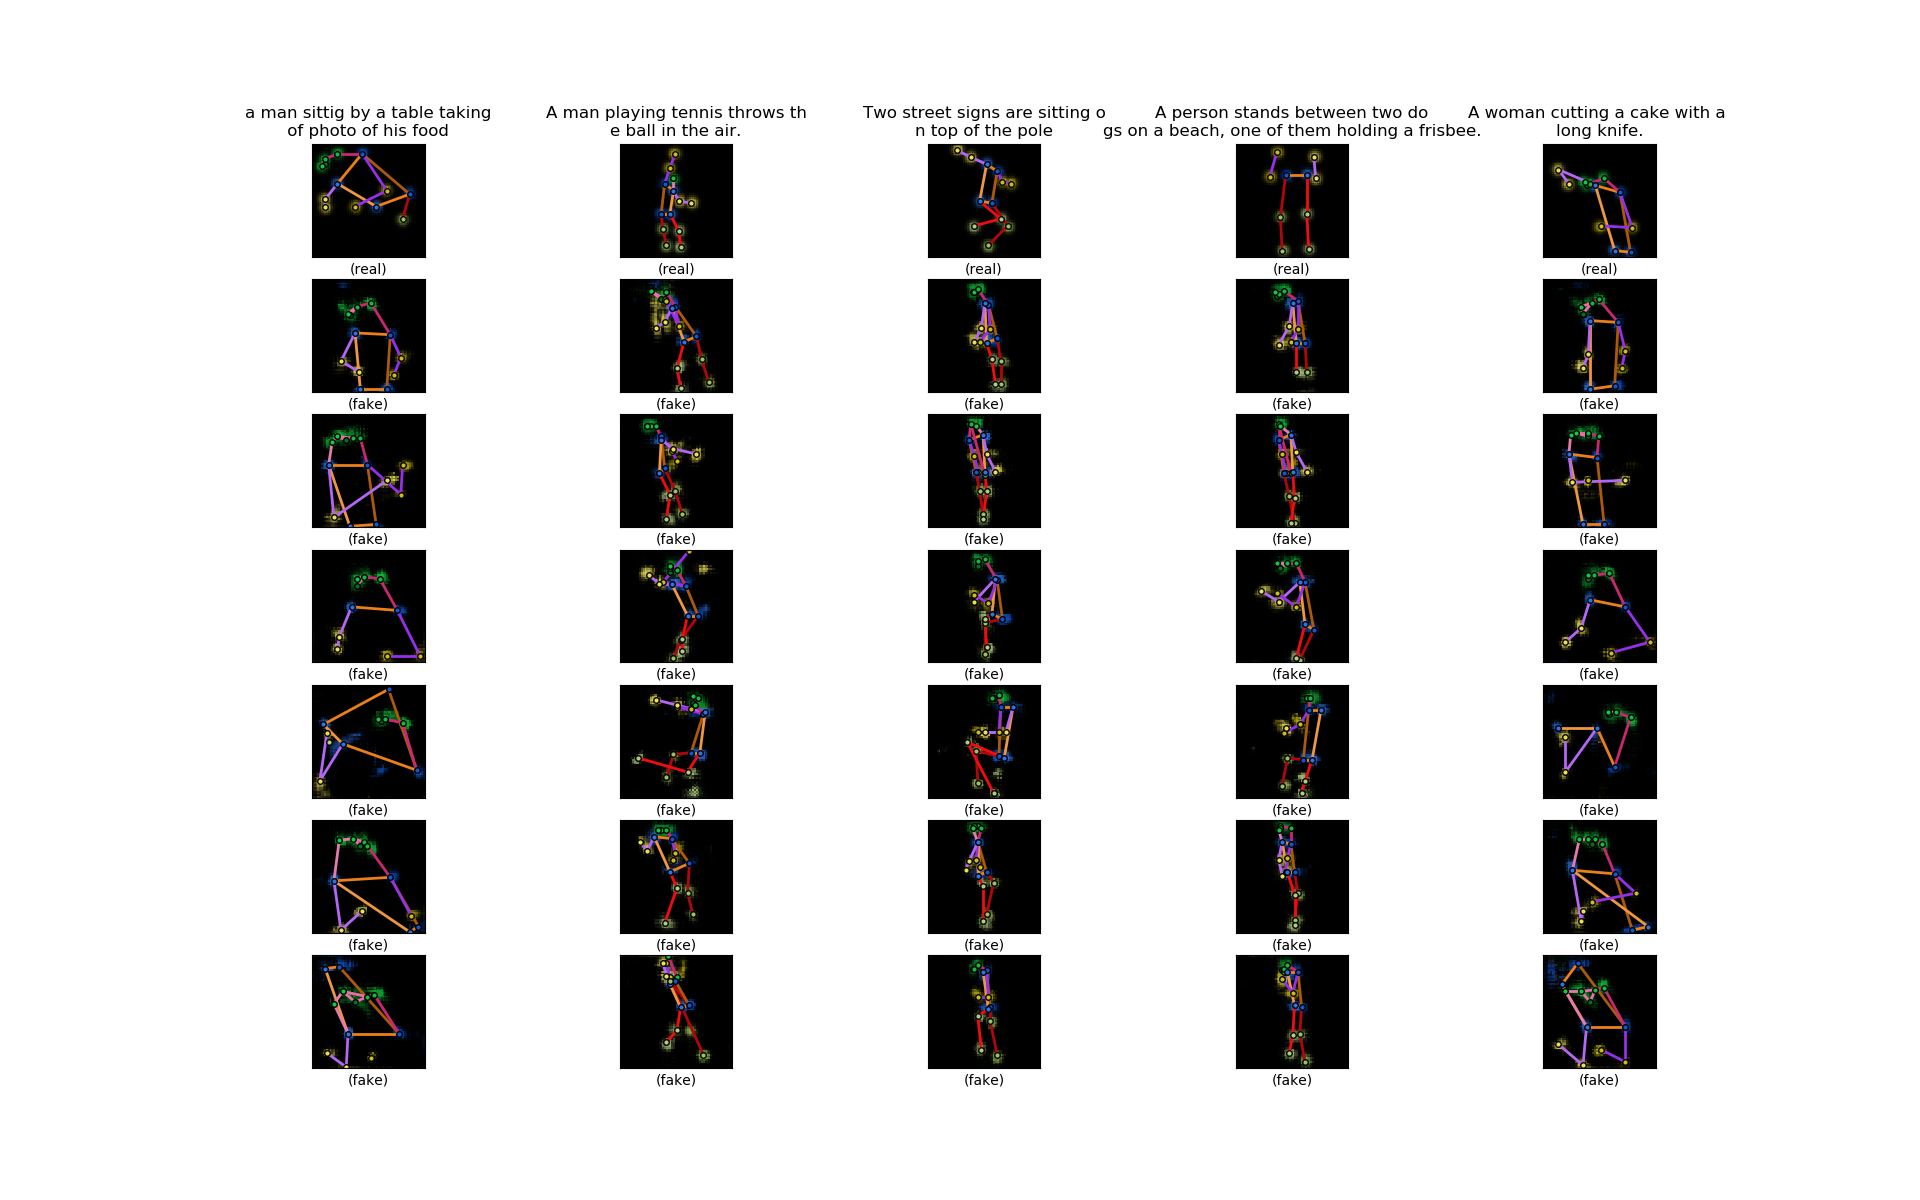 a man sittig by a table taking
of photo of his food
A man playing tennis throws th
e ball in the air.
Two street signs are sitting o
n top of the pole
A person stands between two do
gs on a beach, one of them holding a frisbee.
A woman cutting a cake with a
long knife.
(real) (real) (real) (real) (real)
(fake) (fake) (fake) (fake) (fake)
(fake) (fake) (fake) (fake) (fake)
(fake) (fake) (fake) (fake) (fake)
(fake) (fake) (fake) (fake) (fake)
(fake) (fake) (fake) (fake) (fake)
(fake) (fake) (fake) (fake) (fake)